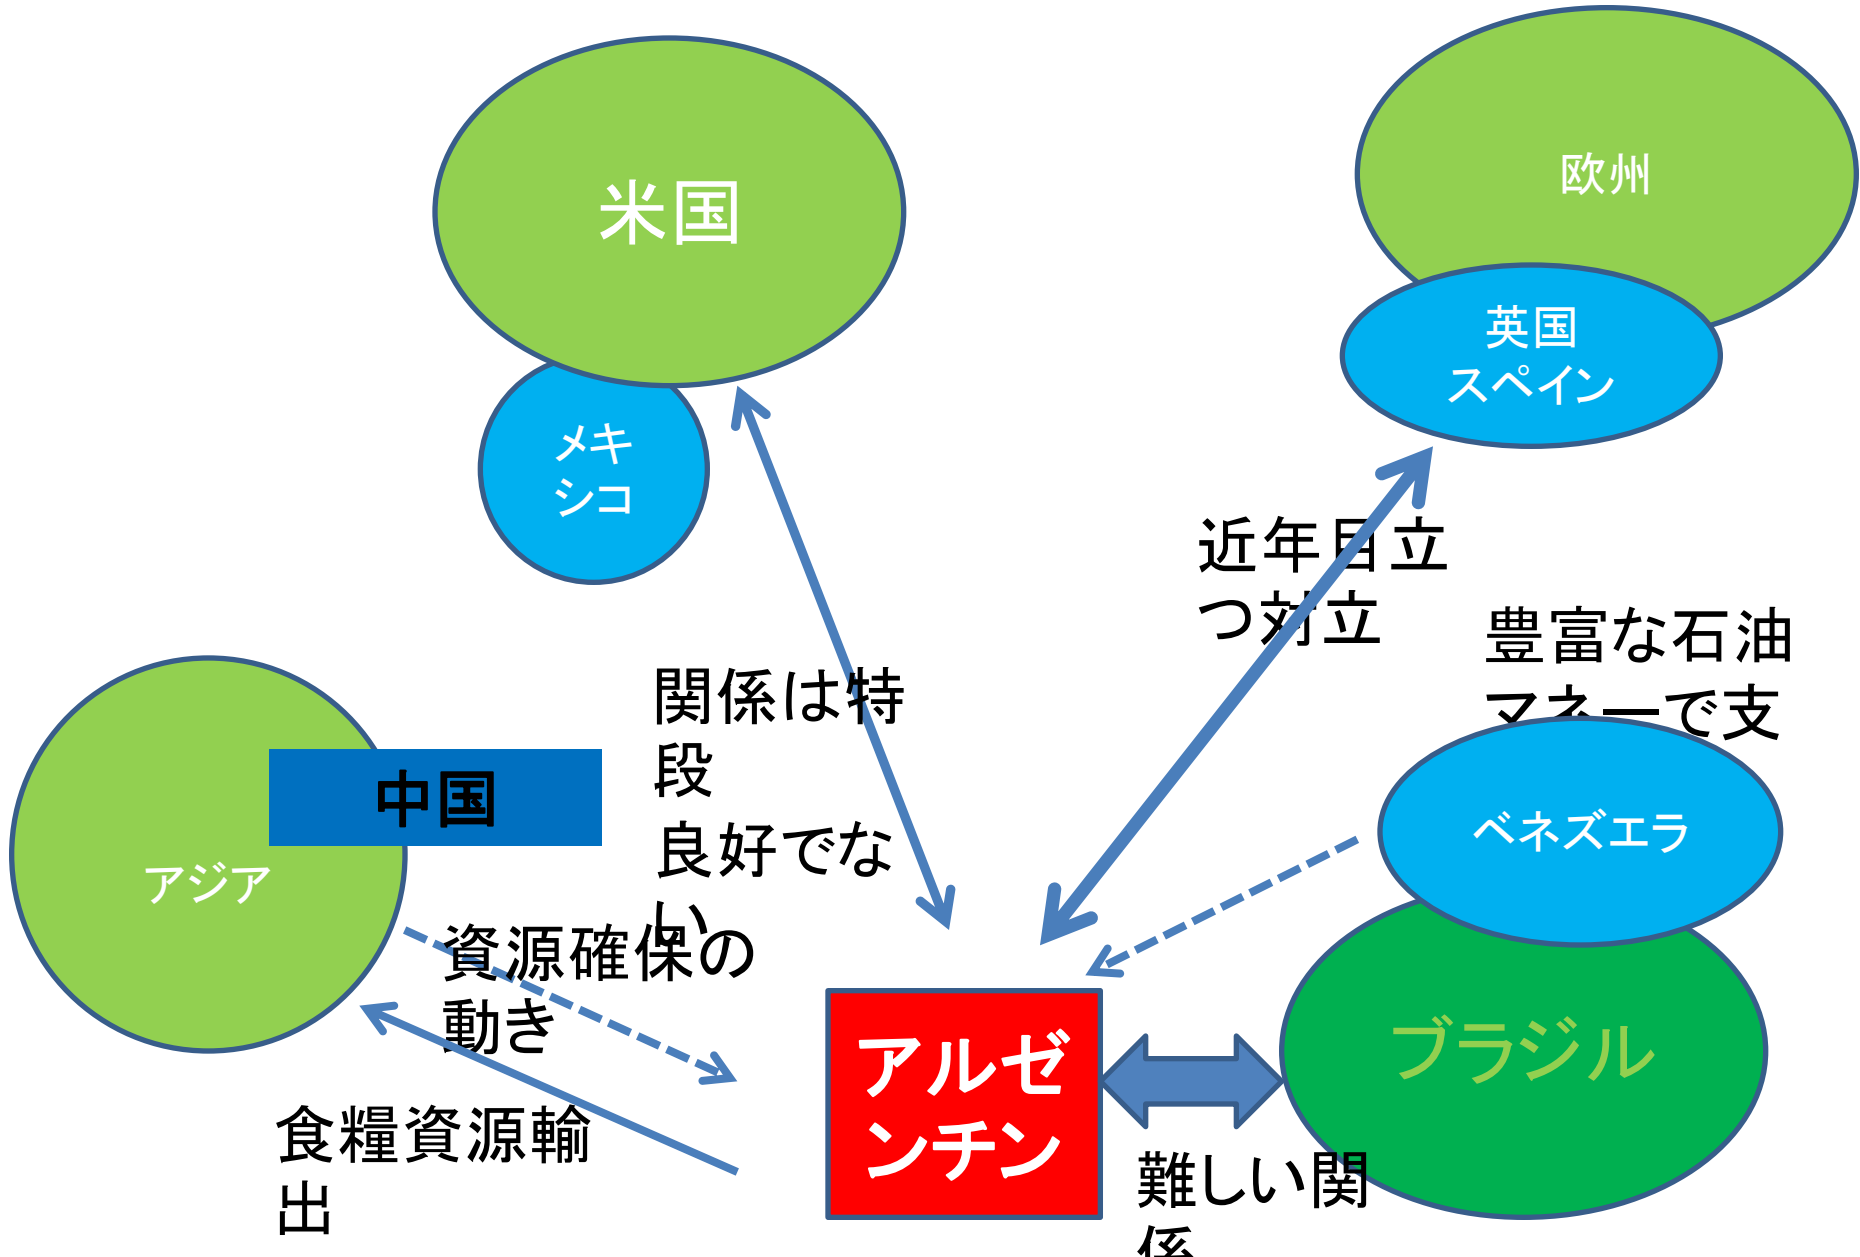 米国
欧州
英国
スペイン
メキ
シコ
近年目立
つ対立
豊富な石油
マネーで支
関係は特
段
良好でな
い
中国
アジア
ベネズエラ
資源確保の
動き
ブラジル
アルゼ
ンチン
食糧資源輸
出
難しい関
係